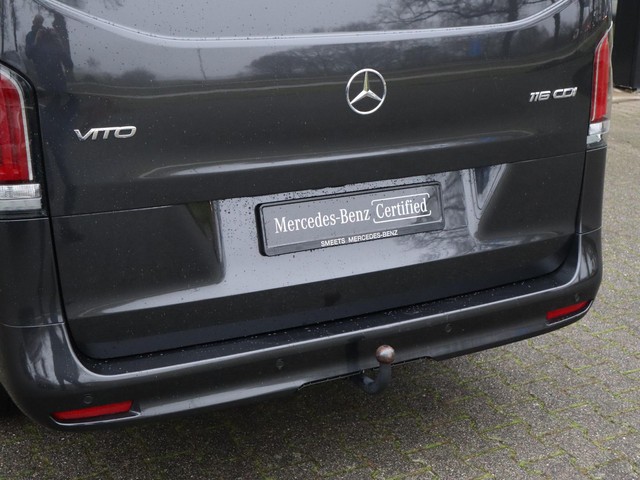 VITO
116 CDI
Mercedes-Benz Certified
SMEETS MERCEDES-BENZ